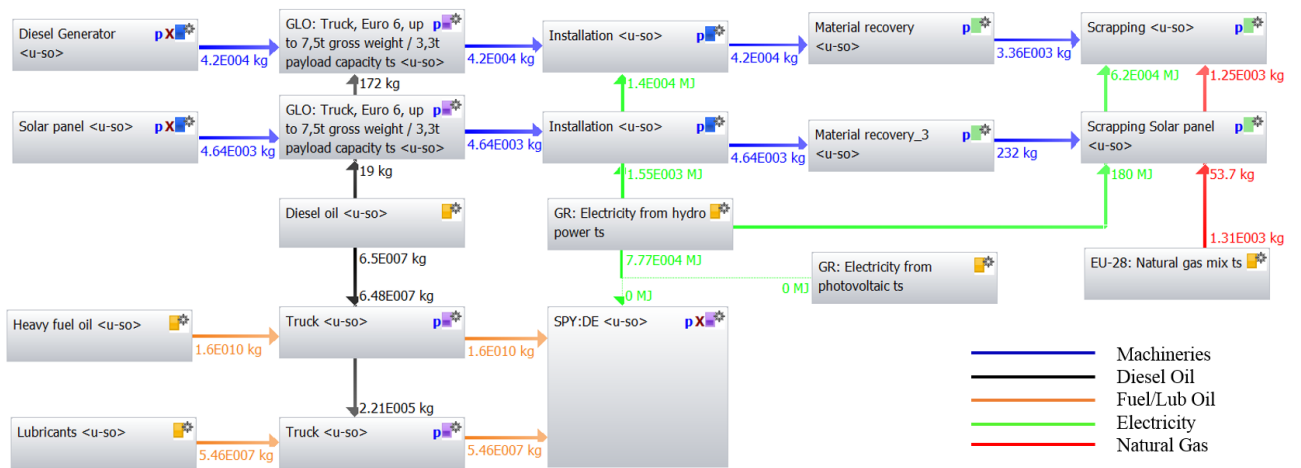 Diesel Generator
<u-so>
pX
4.2E004 kg
GLO: Truck, Euro 6, up
to 7,5t gross weight / 3,3t
payload capacity ts <u-so>
p
4.2E004 kg
Installation <u-so>
p
4.2E004 kg
Material recovery
<u-so>
p
3.36E003 kg
Scrapping <u-so>
p
172 kg
1.4E004 MJ
6.2E004 MJ
1.25E003 kg
Solar panel <u-so>
pX
4.64E003 kg
GLO: Truck, Euro 6, up
to 7,5t gross weight / 3,3t
payload capacity ts <u-so>
p
4.64E003 kg
Installation <u-so>
p
4.64E003 kg
Material recovery_3
<u-so>
p
232 kg
Scrapping Solar panel
<u-so>
p
19 kg
1.55E003 MJ
180 MJ
53.7 kg
Diesel oil <u-so>
GR: Electricity from hydro
power ts
6.5E007 kg
7.77E004 MJ
1.31E003 kg
GR: Electricity from
photovoltaic ts
EU-28: Natural gas mix ts
6.48E007 kg
0 MJ
0 MJ
Heavy fuel oil <u-so>
1.6E010 kg
Truck <u-so>
p
1.6E010 kg
SPY:DE <u-so>
pX
2.21E005 kg
Lubricants <u-so>
5.46E007 kg
Truck <u-so>
p
5.46E007 kg
Machineries
Diesel Oil
Fuel/Lub Oil
Electricity
Natural Gas